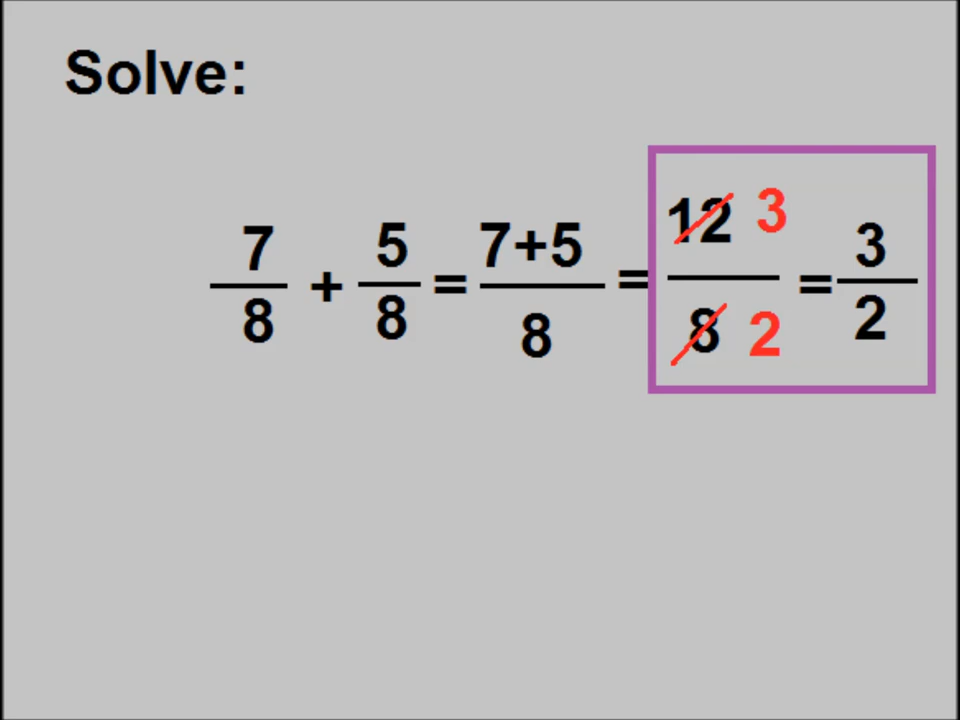 Solve:
7/8 + 5/8 = 7+5/8 = 12 3/8 2 = 3/2